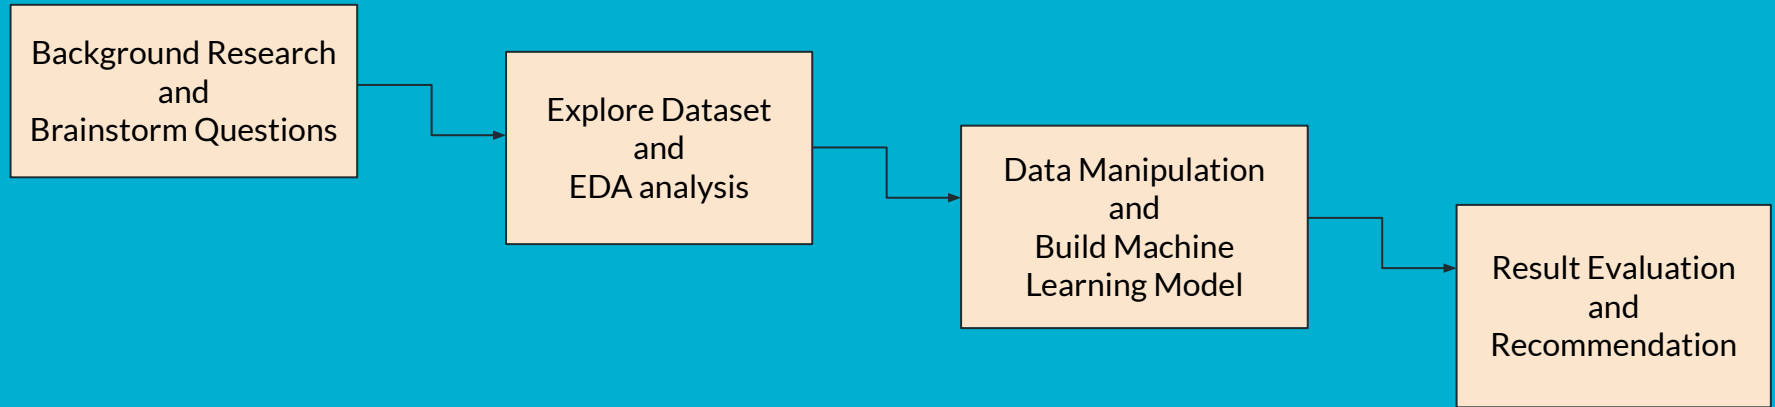 Background Research
and
Brainstorm Questions
Explore Dataset
and
EDA analysis
Data Manipulation
and
Build Machine
Learning Model
Result Evaluation
and
Recommendation